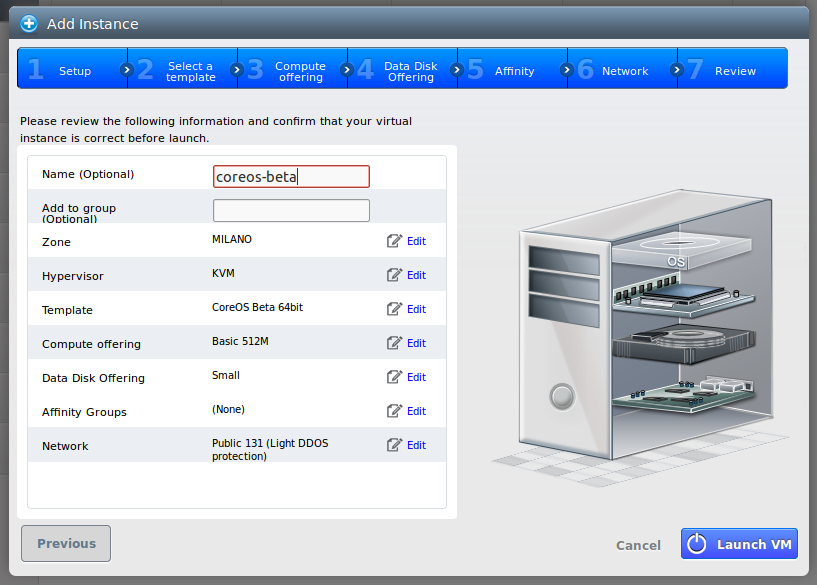 Add Instance
1 Setup
2 Select a
template
3 Compute
offering
4 Data Disk
Offering
5 Affinity
6 Network
7 Review
Please review the following information and confirm that your virtual
instance is correct before launch.
Name (Optional) coreos-beta
Add to group
(Optional)
Zone MILANO Edit
Hypervisor KVM Edit
Template CoreOS Beta 64bit Edit
Compute offering Basic 512M Edit
Data Disk Offering Small Edit
Affinity Groups (None) Edit
Network Public 131 (Light DDOS
protection) Edit
OS
Previous
Cancel
Launch VM